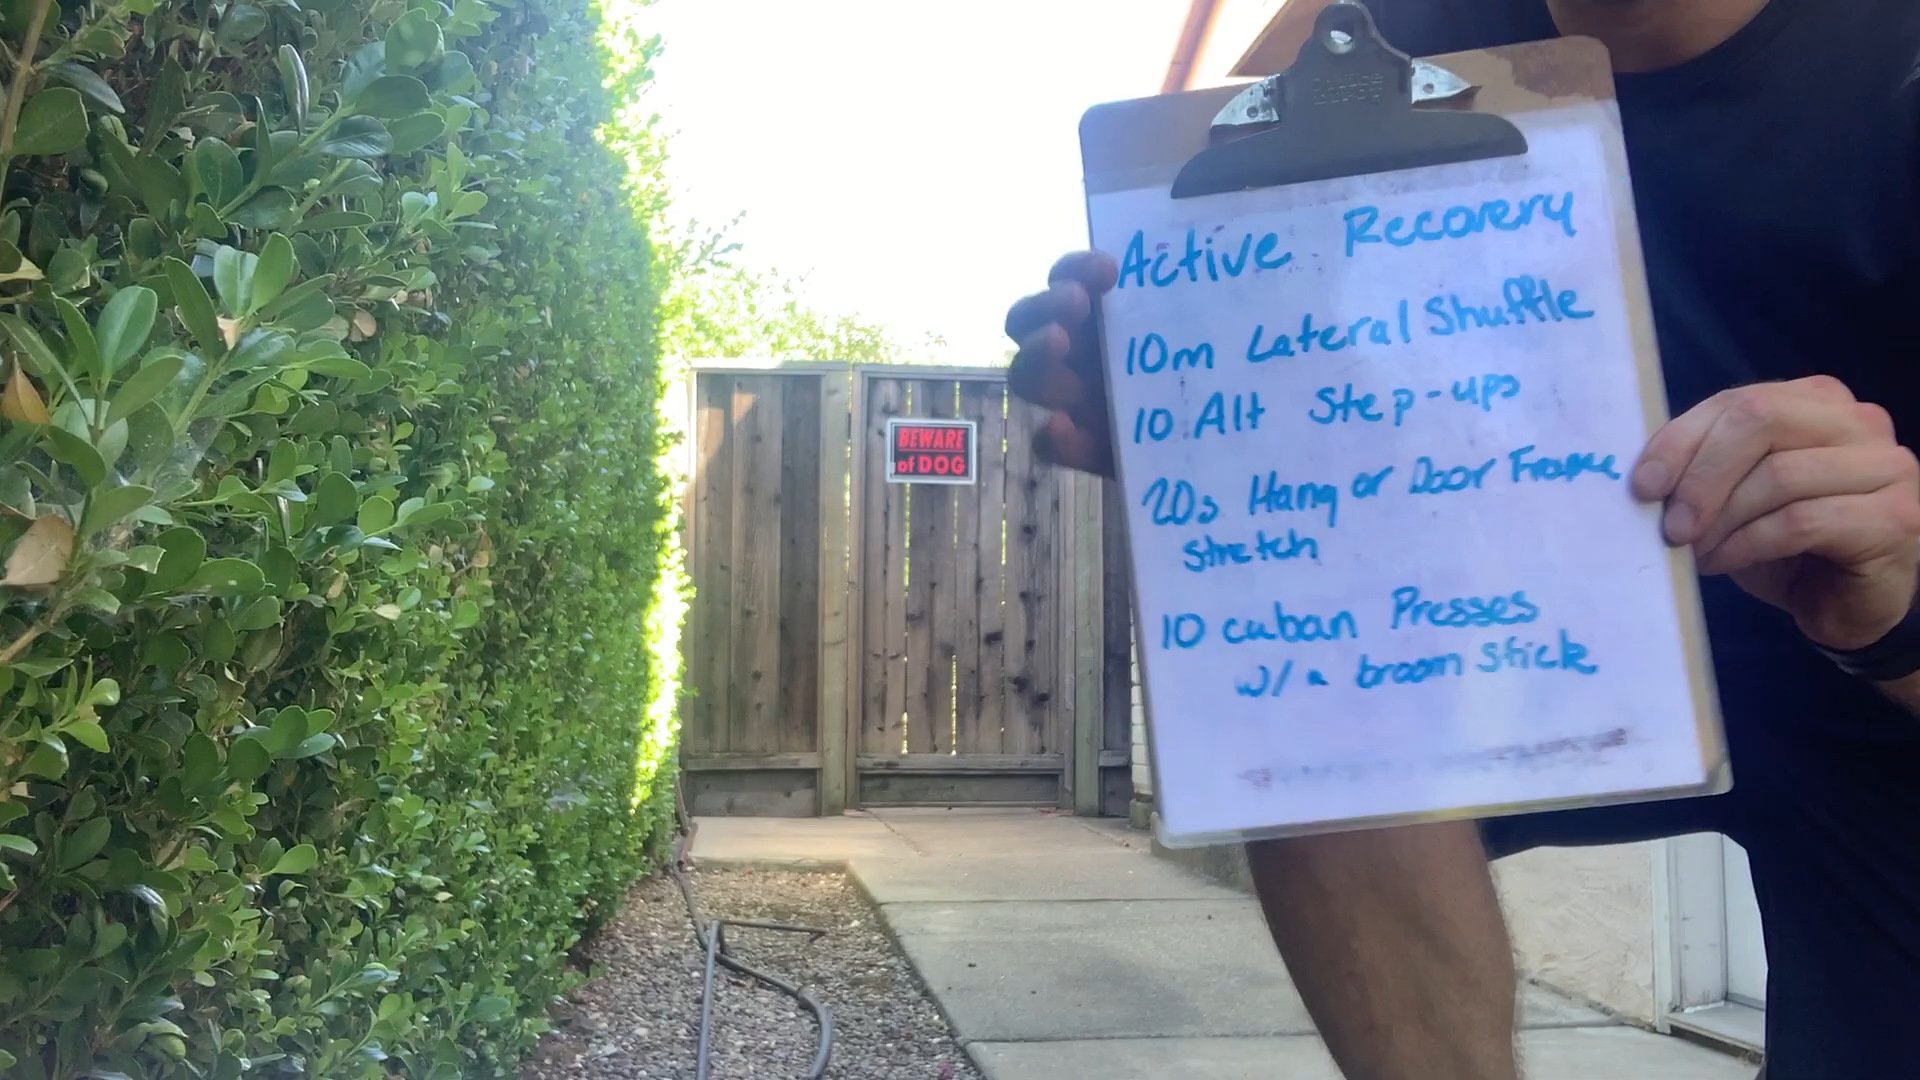 Active Recovery
10m Lateral Shuffle
10 Alt Step-ups
20s Hang or Door Frame
Stretch
10 cuban Presses
w/ a broom stick
BEWARE
of DOG